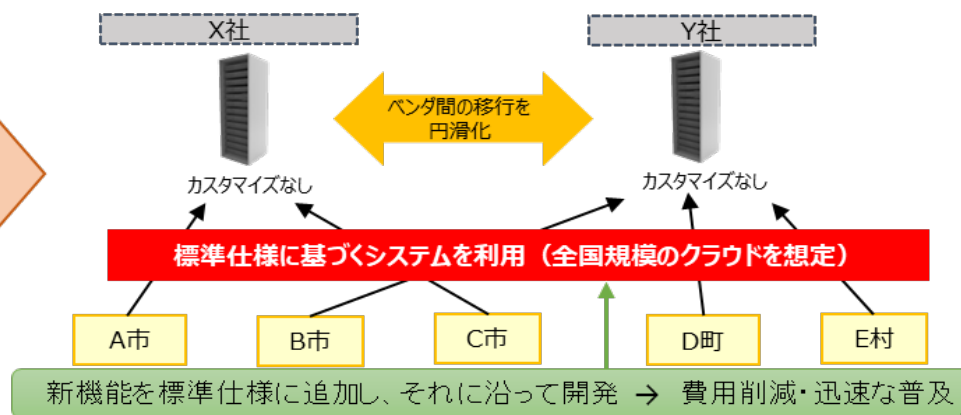 X社
Y社
ベンダ間の移行を
円滑化
カスタマイズなし
カスタマイズなし
標準仕様に基づくシステムを利用（全国規模のクラウドを想定）
A市
B市
C市
D町
E村
新機能を標準仕様に追加し、それに沿って開発 → 費用削減・迅速な普及